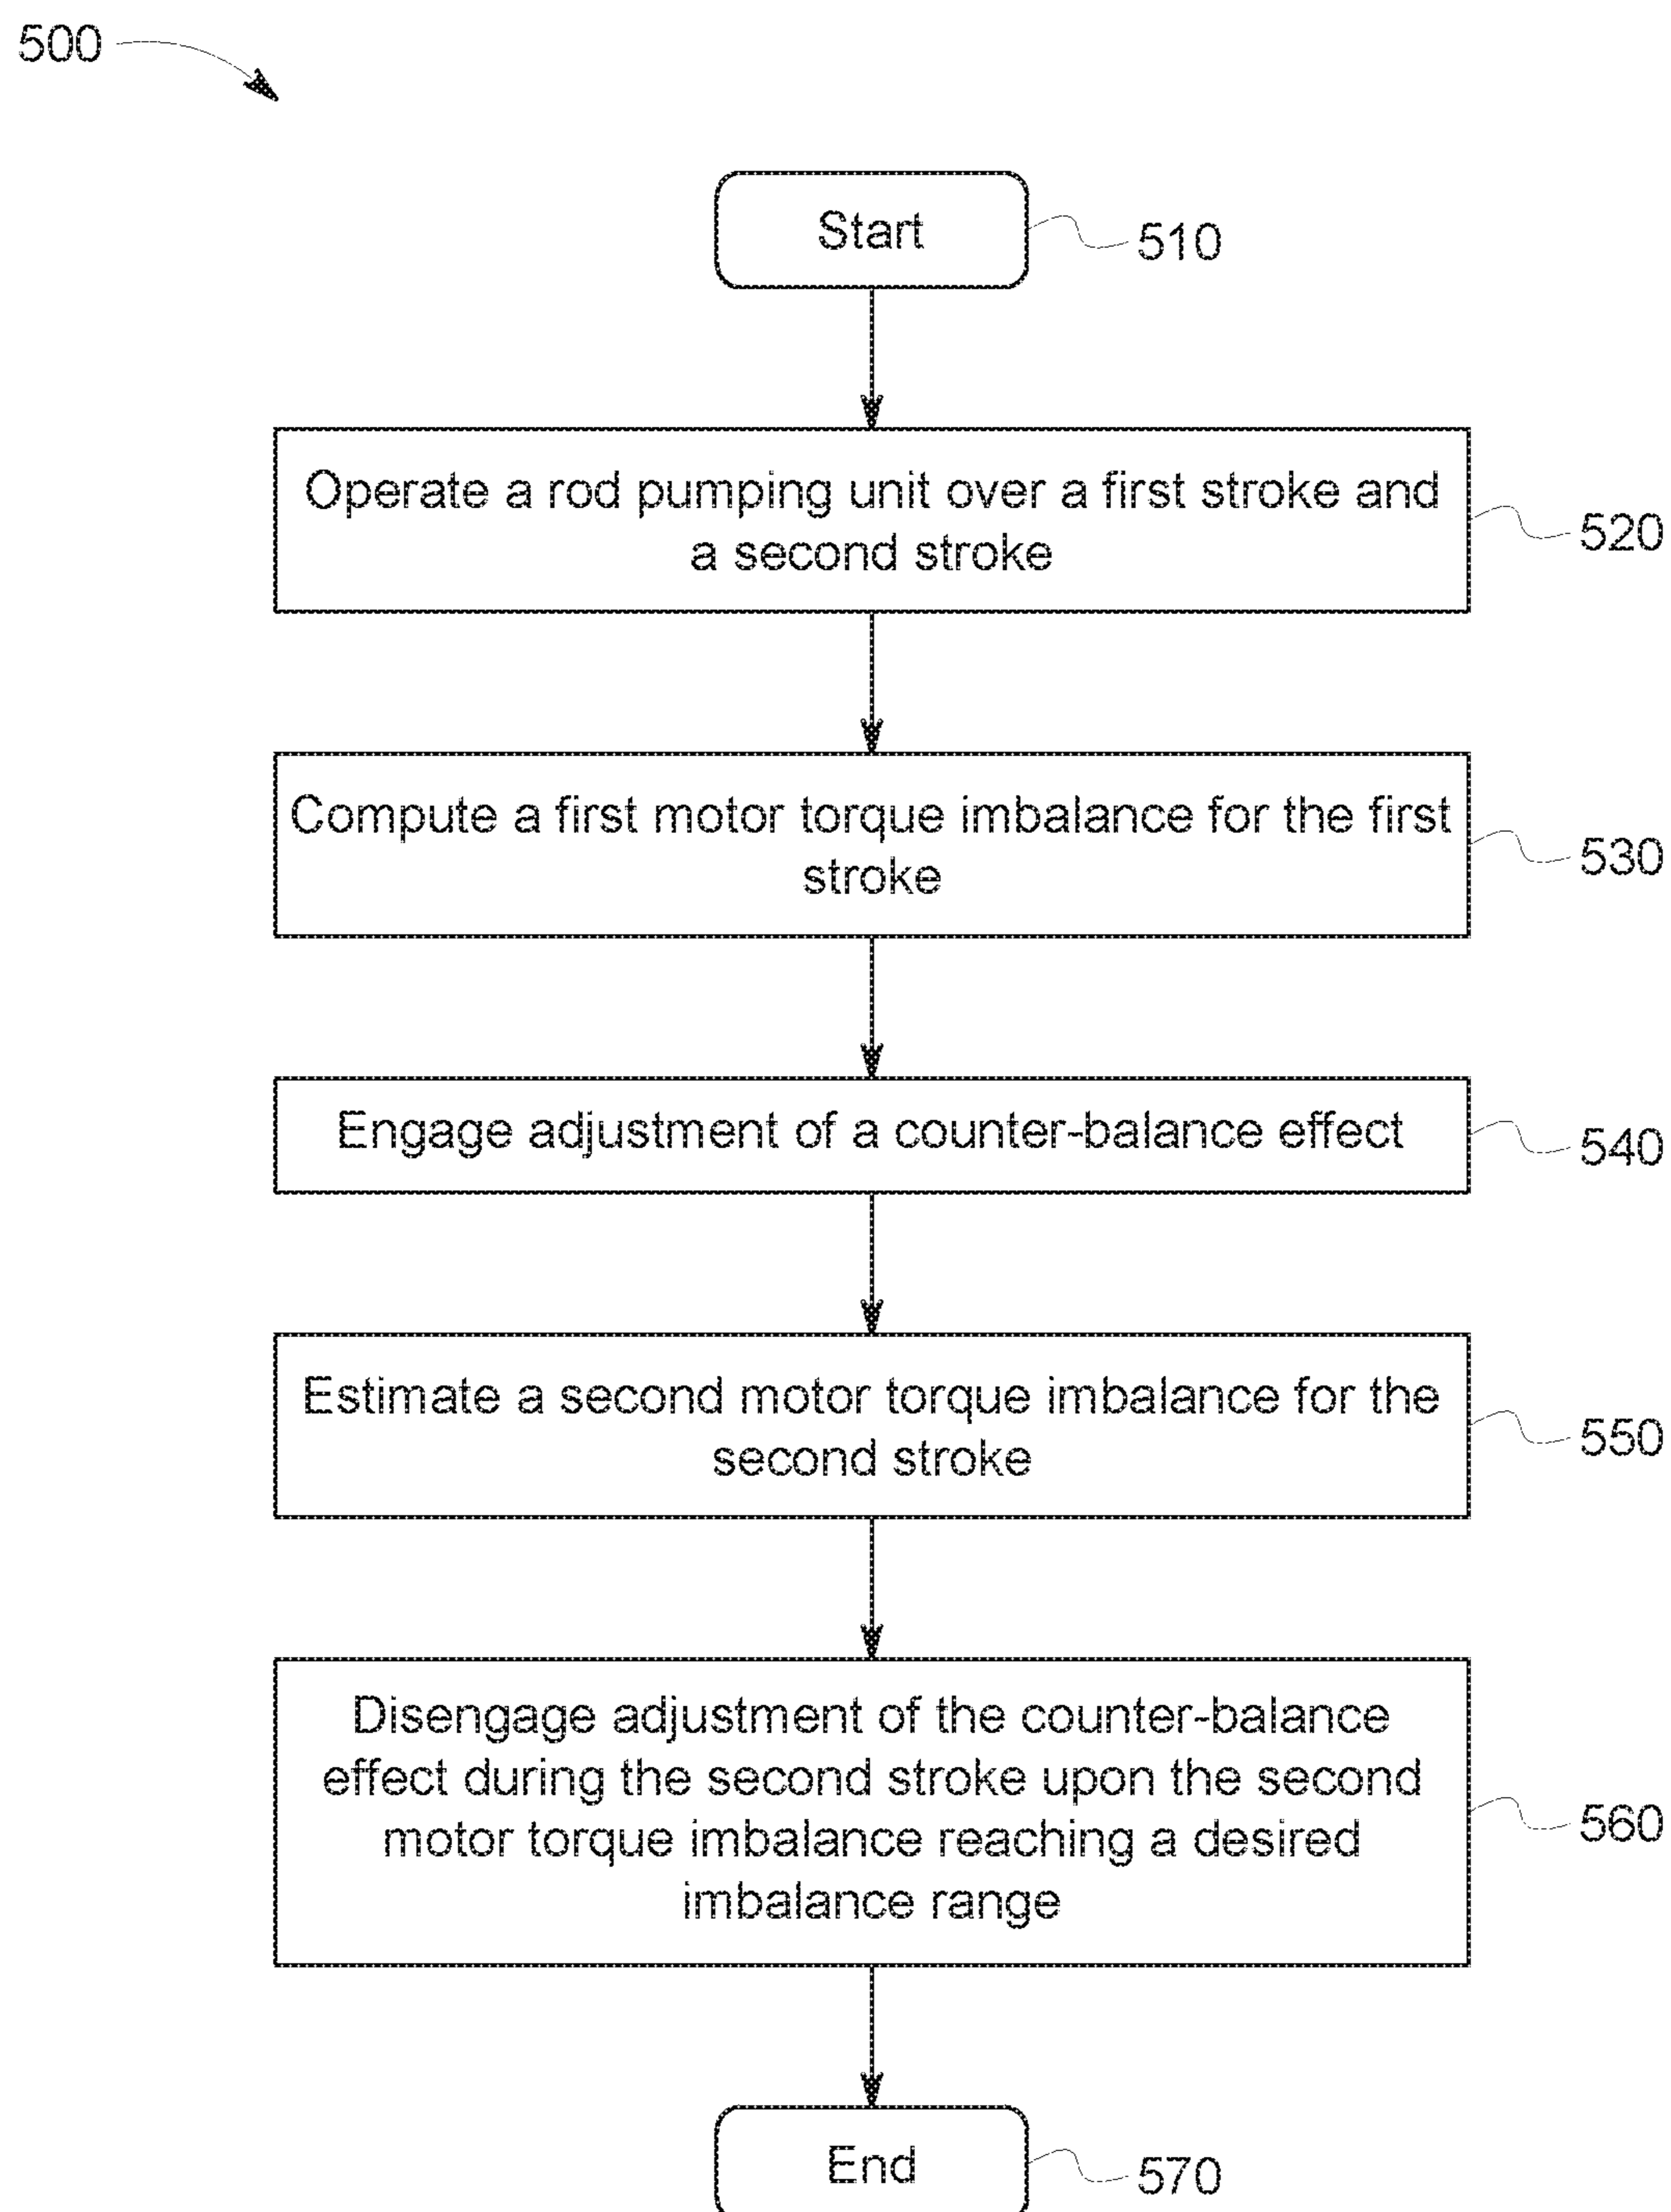 500
Start
510
Operate a rod pumping unit over a first stroke and
a second stroke
520
Compute a first motor torque imbalance for the first
stroke
530
Engage adjustment of a counter-balance effect
540
Estimate a second motor torque imbalance for the
second stroke
550
Disengage adjustment of the counter-balance
effect during the second stroke upon the second
motor torque imbalance reaching a desired
imbalance range
560
End
570